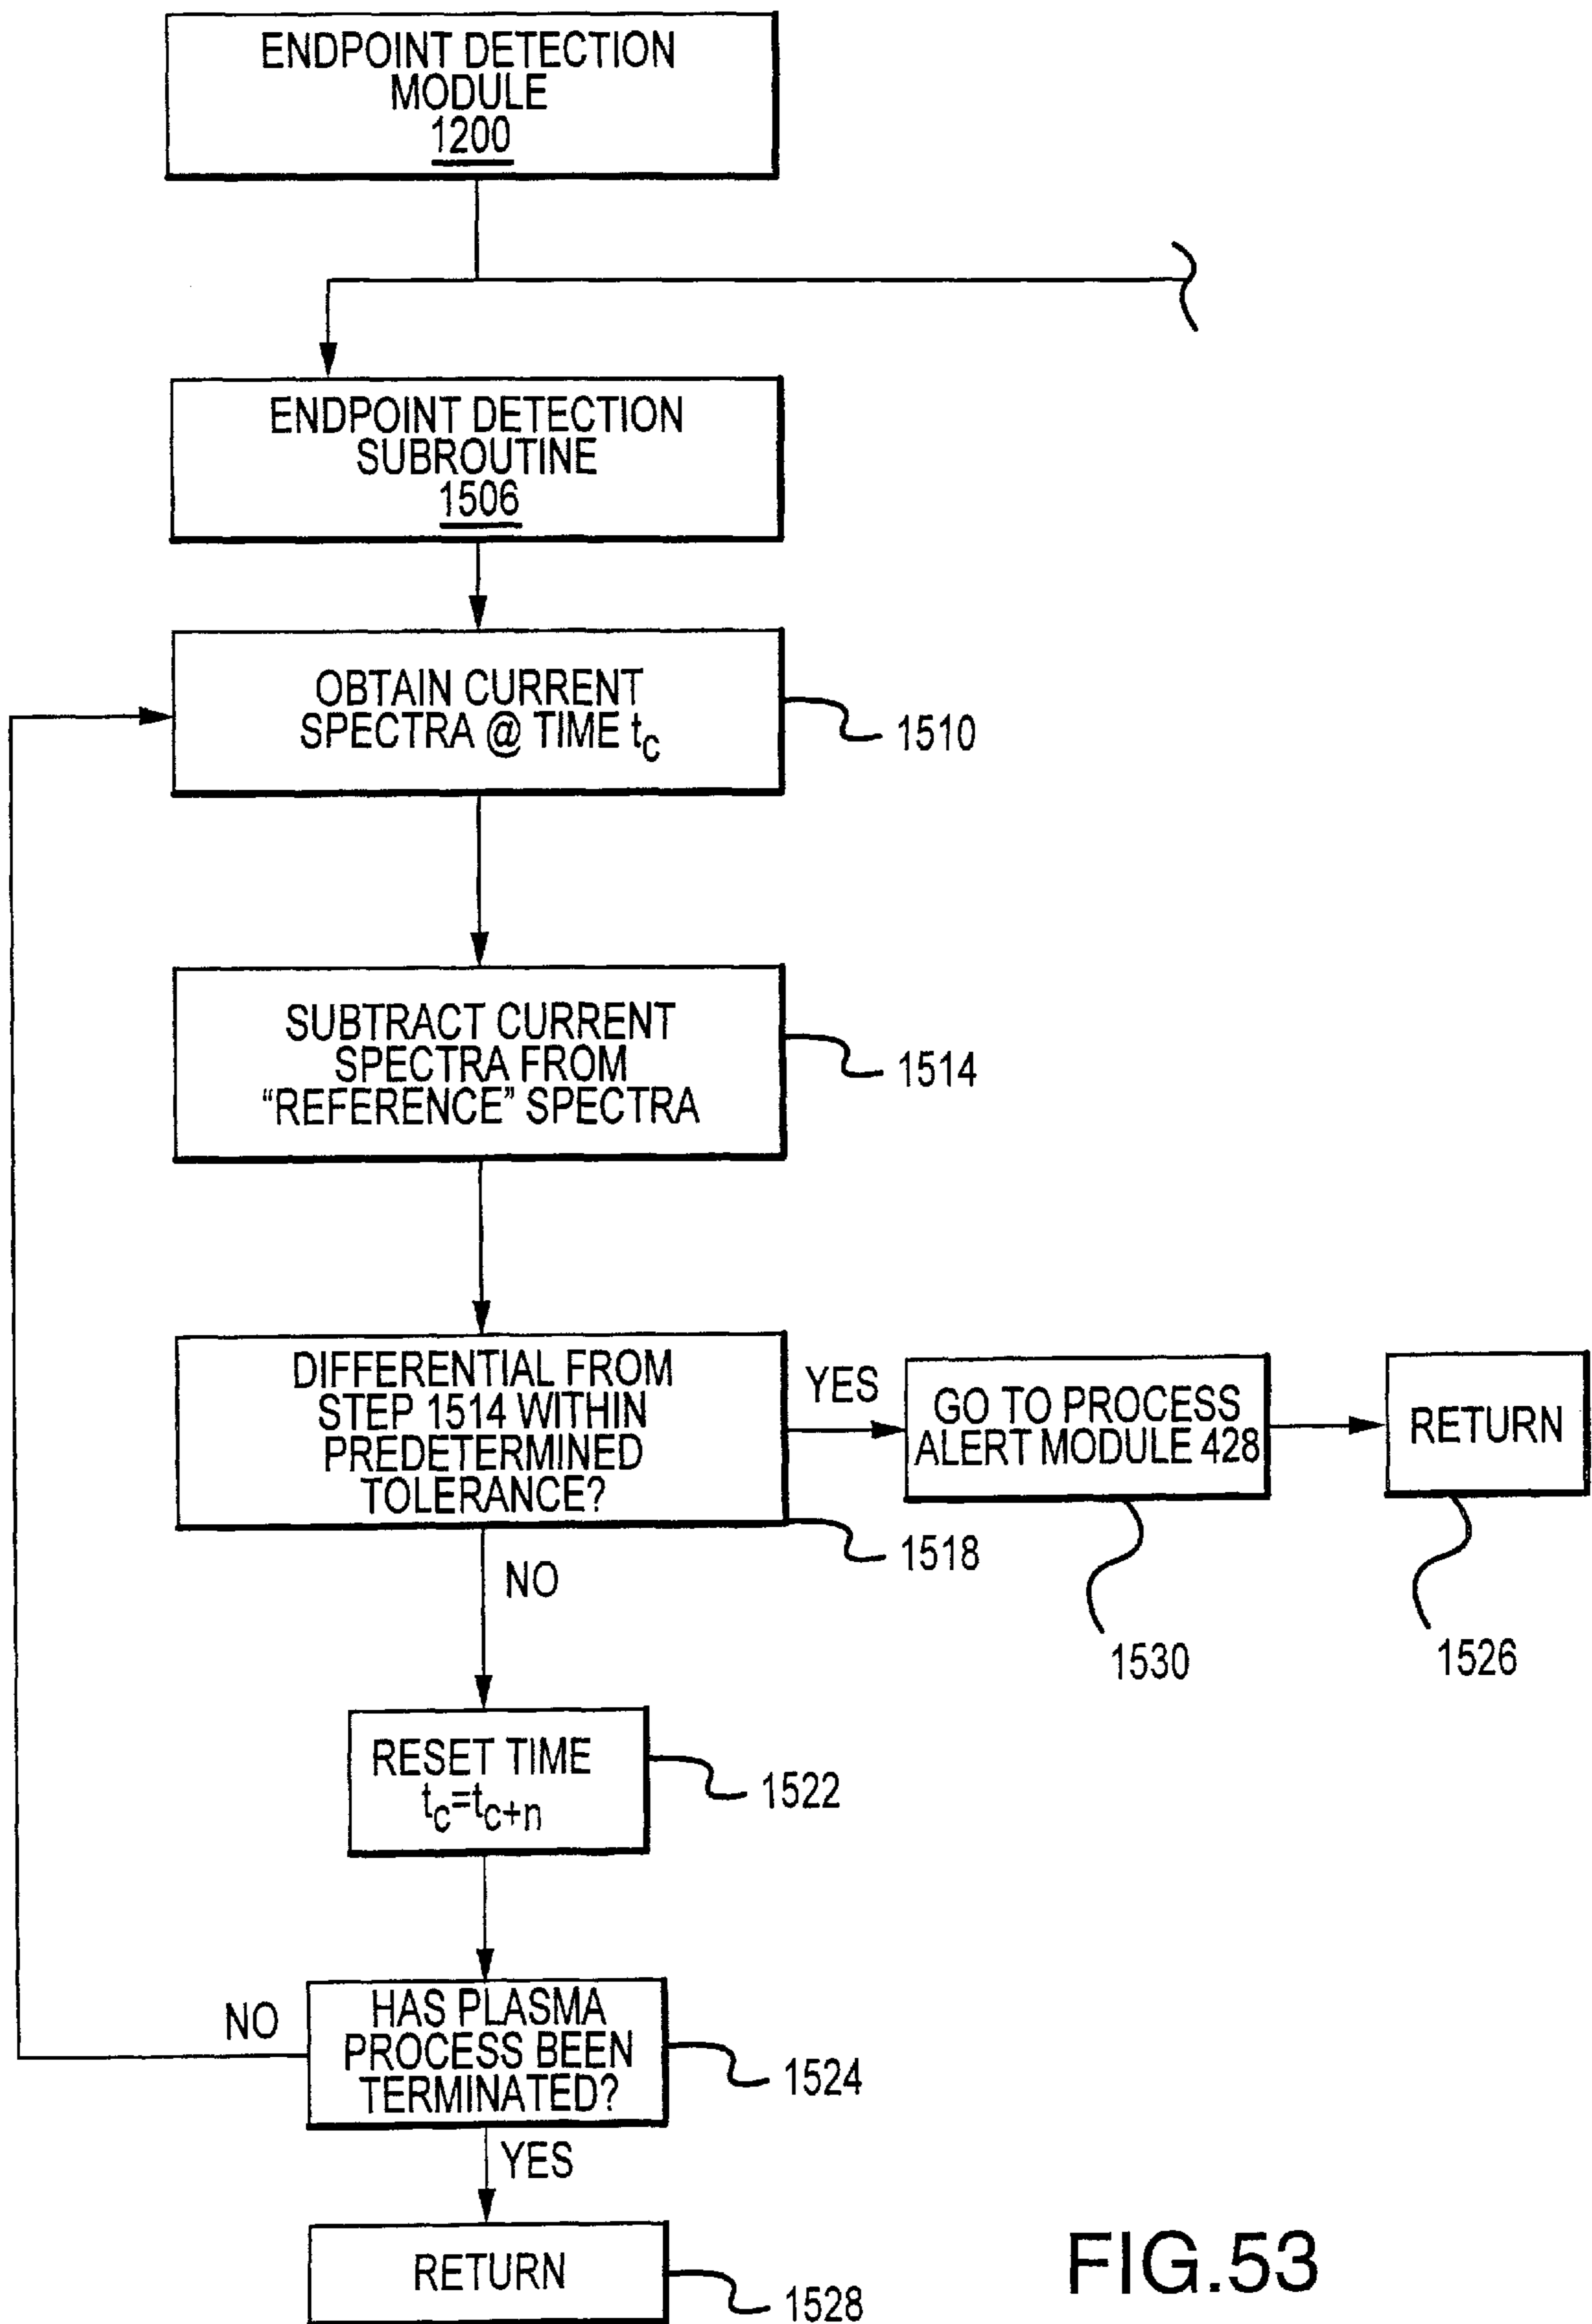 ENDPOINT DETECTION
MODULE
1200
ENDPOINT DETECTION
SUBROUTINE
1506
OBTAIN CURRENT
SPECTRA @ TIME tc
1510
SUBTRACT CURRENT
SPECTRA FROM
“REFERENCE” SPECTRA
1514
DIFFERENTIAL FROM
STEP 1514 WITHIN
PREDETERMINED
TOLERANCE?
1518
YES
GO TO PROCESS
ALERT MODULE 428
1530
RETURN
1526
NO
RESET TIME
tc=tc+n
1522
HAS PLASMA
PROCESS BEEN
TERMINATED?
1524
NO
YES
RETURN
1528
FIG.53